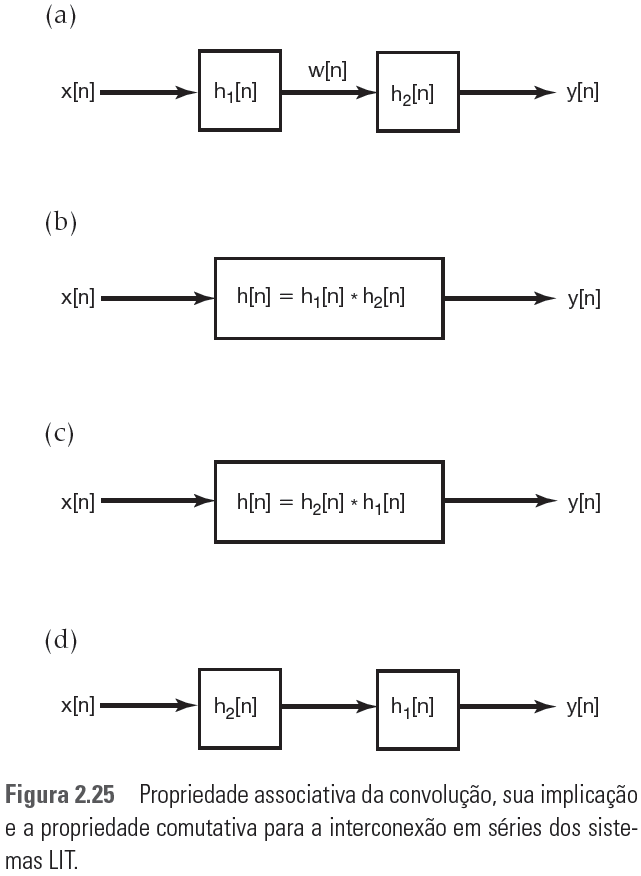 (a)
x[n] h₁[n] w[n] h₂[n] y[n]
(b)
x[n] h[n] = h₁[n] * h₂[n] y[n]
(c)
x[n] h[n] = h₂[n] * h₁[n] y[n]
(d)
x[n] h₂[n] h₁[n] y[n]
Figura 2.25 Propriedade associativa da convolução, sua implicação
e a propriedade comutativa para a interconexão em séries dos siste-
mas LIT.